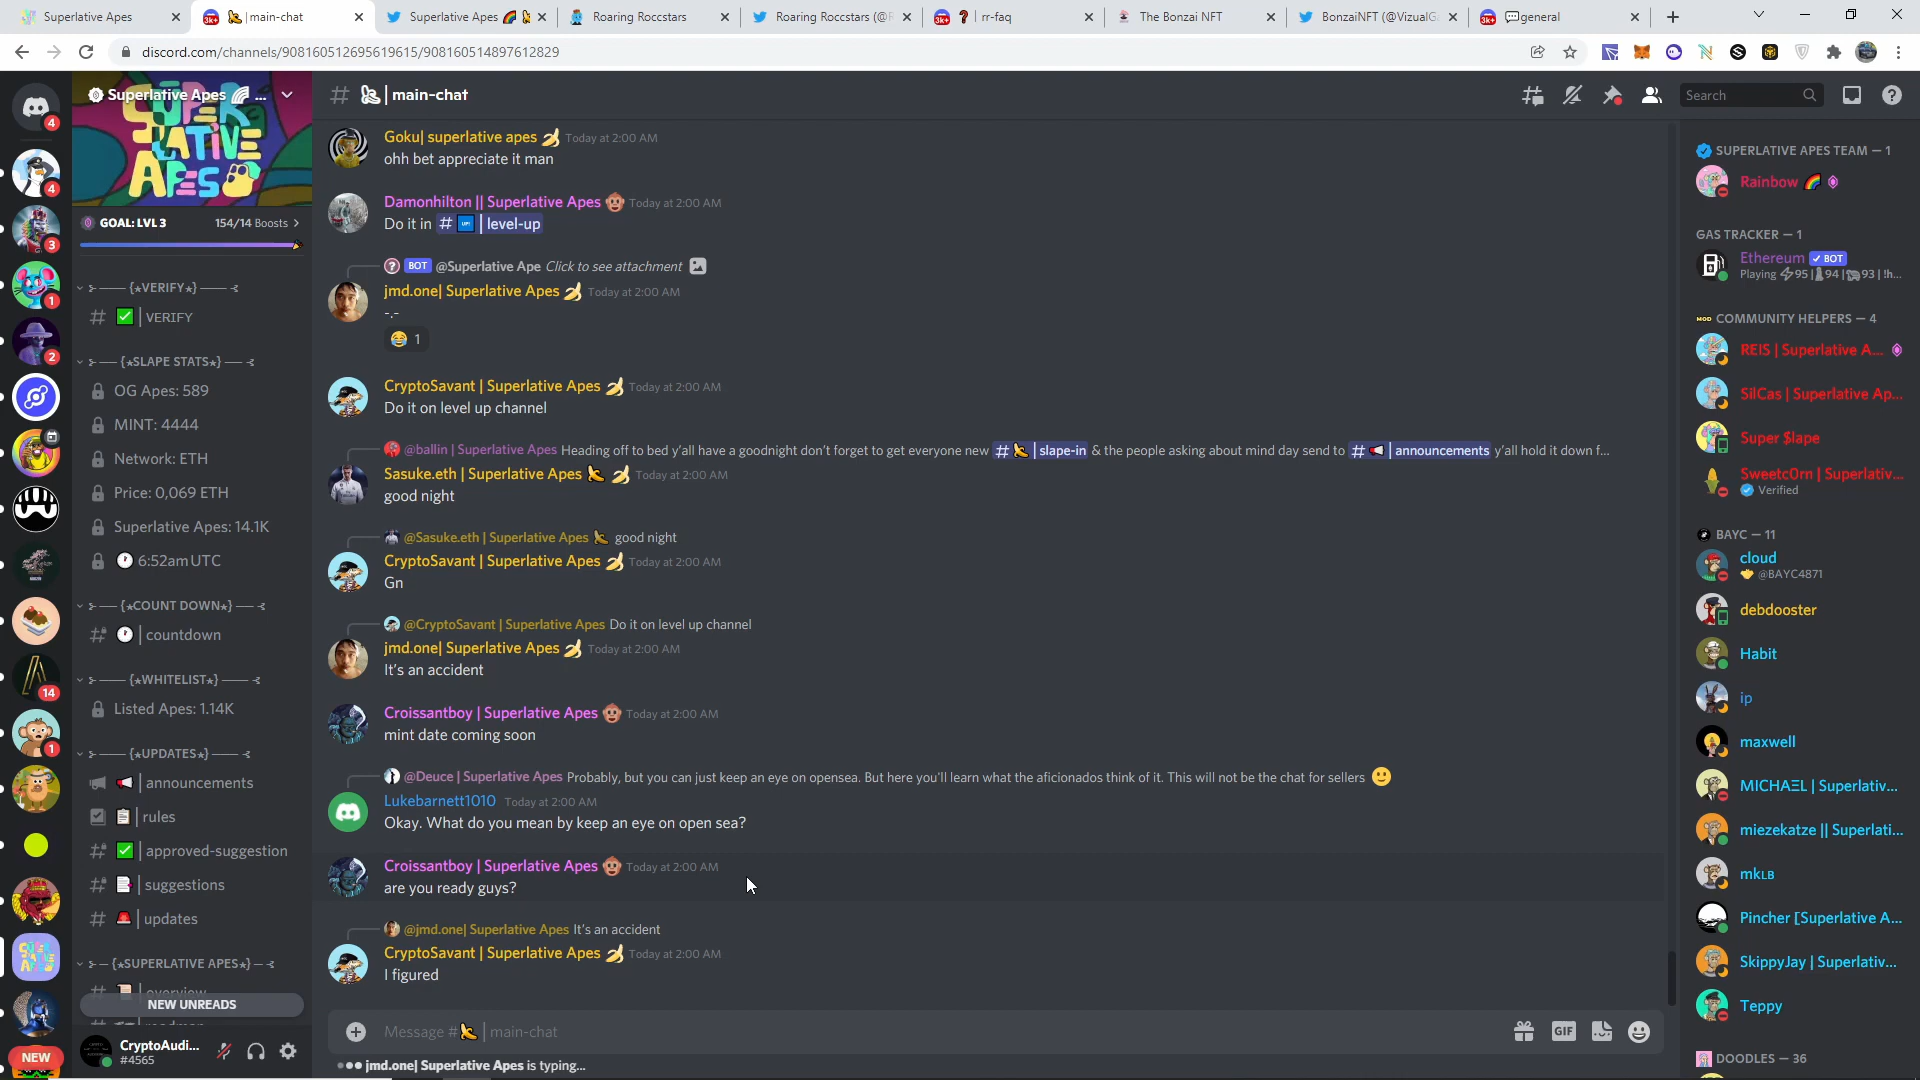 Superlative Apes
| main-chat
Superlative Apes
Roaring Roccstars
Roaring Roccstars (@R
| rr-faq
The Bonzai NFT
BonzaiNFT (@VizualG
general
discord.com/channels/908160512695619615/908160514897612829
Superlative Apes ...
# | main-chat
Search
SUPERLATIVE APES
GOAL: LVL 3
154/14 Boosts >
{★VERIFY★}
# | VERIFY
{★SLAPE STATS★}
OG Apes: 589
MINT: 4444
Network: ETH
Price: 0,069 ETH
Superlative Apes: 14.1K
6:52am UTC
{★COUNT DOWN★}
# | countdown
{★WHITELIST★}
Listed Apes: 1.14K
{★UPDATES★}
| announcements
| rules
# | approved-suggestion
# | suggestions
# | updates
{★SUPERLATIVE APES★}
# | overview
NEW UNREADS
NEW
CryptoAudi...
#4565
Goku| superlative apes Today at 2:00 AM
ohh bet appreciate it man
Damonhilton || Superlative Apes Today at 2:00 AM
Do it in # UP! | level-up
BOT @Superlative Ape Click to see attachment
jmd.one| Superlative Apes Today at 2:00 AM
-.-
1
CryptoSavant | Superlative Apes Today at 2:00 AM
Do it on level up channel
@ballin | Superlative Apes Heading off to bed y'all have a goodnight don't forget to get everyone new # | slape-in & the people asking about mind day send to # | announcements y'all hold it down f...
Sasuke.eth | Superlative Apes Today at 2:00 AM
good night
@Sasuke.eth | Superlative Apes good night
CryptoSavant | Superlative Apes Today at 2:00 AM
Gn
@CryptoSavant | Superlative Apes Do it on level up channel
jmd.one| Superlative Apes Today at 2:00 AM
It's an accident
Croissantboy | Superlative Apes Today at 2:00 AM
mint date coming soon
@Deuce | Superlative Apes Probably, but you can just keep an eye on opensea. But here you'll learn what the aficionados think of it. This will not be the chat for sellers
Lukebarnett1010 Today at 2:00 AM
Okay. What do you mean by keep an eye on open sea?
Croissantboy | Superlative Apes Today at 2:00 AM
are you ready guys?
@jmd.one| Superlative Apes It's an accident
CryptoSavant | Superlative Apes Today at 2:00 AM
I figured
Message # | main-chat
GIF
jmd.one| Superlative Apes is typing...
SUPERLATIVE APES TEAM — 1
Rainbow
GAS TRACKER — 1
Ethereum BOT
Playing 95 | 94 | 93 | !h...
MOD COMMUNITY HELPERS — 4
REIS | Superlative A...
SilCas | Superlative Ap...
Super $lape
Sweetc0rn | Superlativ...
Verified
BAYC — 11
cloud
@BAYC4871
debdooster
Habit
ip
maxwell
MICHAΞL | Superlativ...
miezekatze || Superlati...
mkLB
Pincher [Superlative A...
SkippyJay | Superlativ...
Teppy
DOODLES — 36